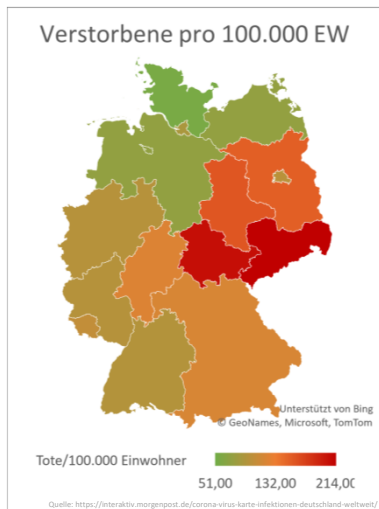 Verstorbene pro 100.000 EW
Unterstützt von Bing
© GeoNames, Microsoft, TomTom
Tote/100.000 Einwohner
51,00 132,00 214,00
Quelle: https://interaktiv.morgenpost.de/corona-virus-karte-infektionen-deutschland-weltweit/